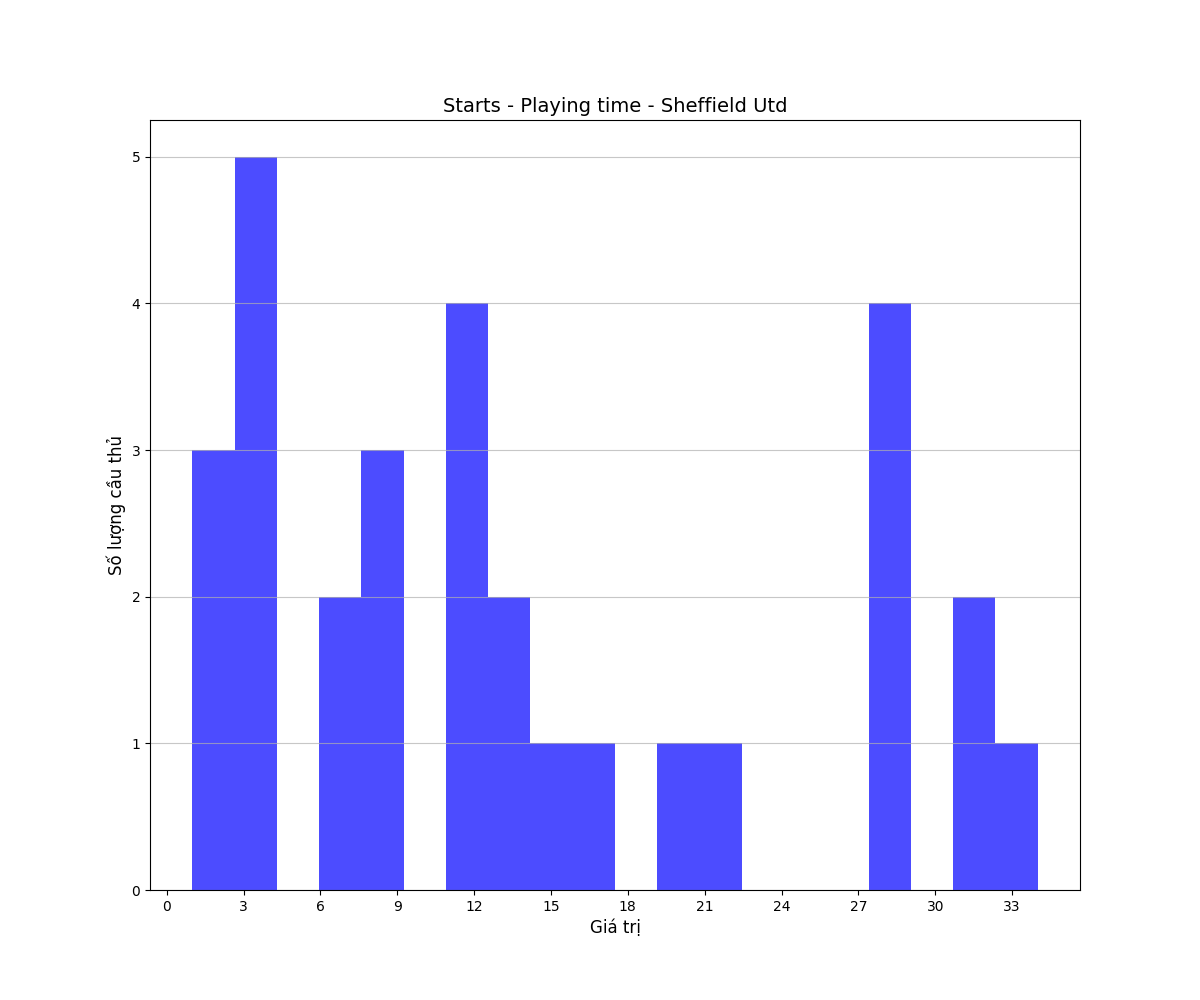 Starts - Playing time - Sheffield Utd
5
4
3
2
1
0
Số lượng cầu thủ
0 3 6 9 12 15 18 21 24 27 30 33
Giá trị